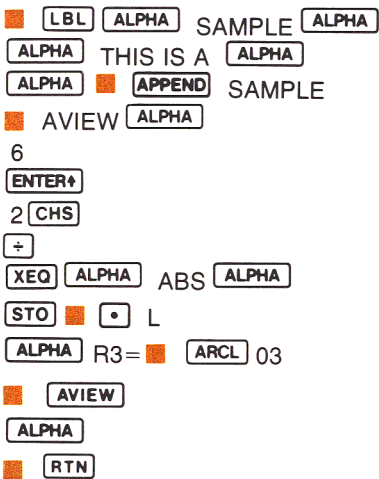 LBL ALPHA SAMPLE ALPHA
ALPHA THIS IS A ALPHA
ALPHA APPEND SAMPLE
AVIEW ALPHA
6
ENTER↑
2 CHS
÷
XEQ ALPHA ABS ALPHA
STO • L
ALPHA R3= ARCL 03
AVIEW
ALPHA
RTN